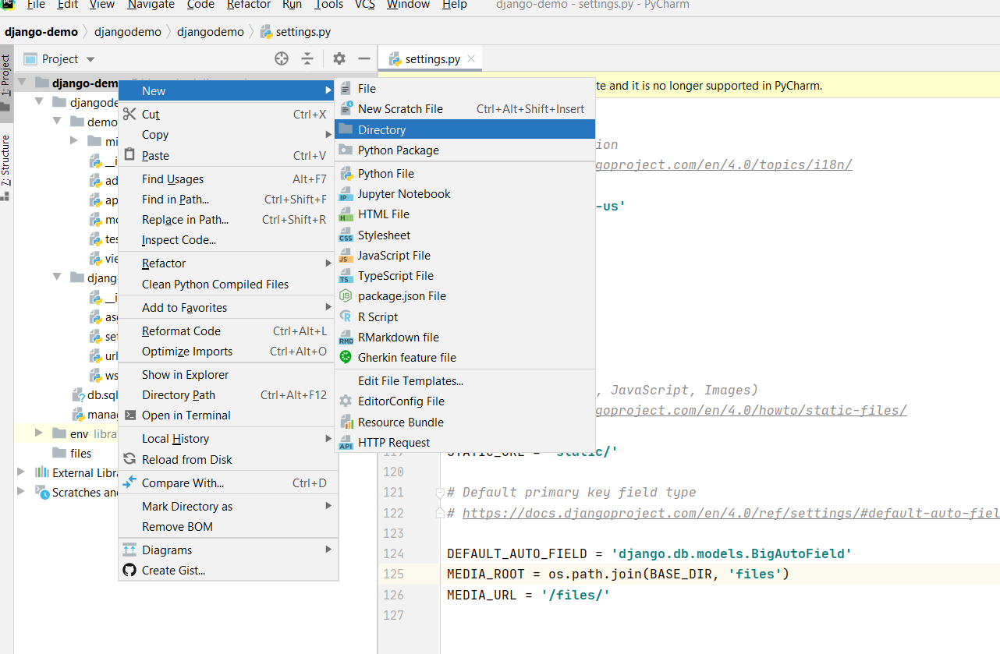 File Edit View Navigate Code Refactor Run Tools VCS Window Help django-demo - settings.py - PyCharm
django-demo djangodemo djangodemo settings.py
1: Project
7: Structure
Project
settings.py
django-dem
djangode
demo
mi
__i
ad
ap
mo
tes
vie
djang
__i
as
set
url
ws
db.sql
manag
env libra
files
External Libra
Scratches and
New
Cut Ctrl+X
Copy
Paste Ctrl+V
Find Usages Alt+F7
Find in Path... Ctrl+Shift+F
Replace in Path... Ctrl+Shift+R
Inspect Code...
Refactor
Clean Python Compiled Files
Add to Favorites
Reformat Code Ctrl+Alt+L
Optimize Imports Ctrl+Alt+O
Show in Explorer
Directory Path Ctrl+Alt+F12
Open in Terminal
Local History
Reload from Disk
Compare With... Ctrl+D
Mark Directory as
Remove BOM
Diagrams
Create Gist...
File
New Scratch File Ctrl+Alt+Shift+Insert
Directory
Python Package
Python File
Jupyter Notebook
HTML File
Stylesheet
JavaScript File
TypeScript File
package.json File
R Script
RMarkdown file
Gherkin feature file
Edit File Templates...
EditorConfig File
Resource Bundle
HTTP Request
te and it is no longer supported in PyCharm.
ion
goproject.com/en/4.0/topics/i18n/
-us'
, JavaScript, Images)
goproject.com/en/4.0/howto/static-files/
119 STATIC_URL = 'static/'
120
121 # Default primary key field type
122 # https://docs.djangoproject.com/en/4.0/ref/settings/#default-auto-fiel
123
124 DEFAULT_AUTO_FIELD = 'django.db.models.BigAutoField'
125 MEDIA_ROOT = os.path.join(BASE_DIR, 'files')
126 MEDIA_URL = '/files/'
127